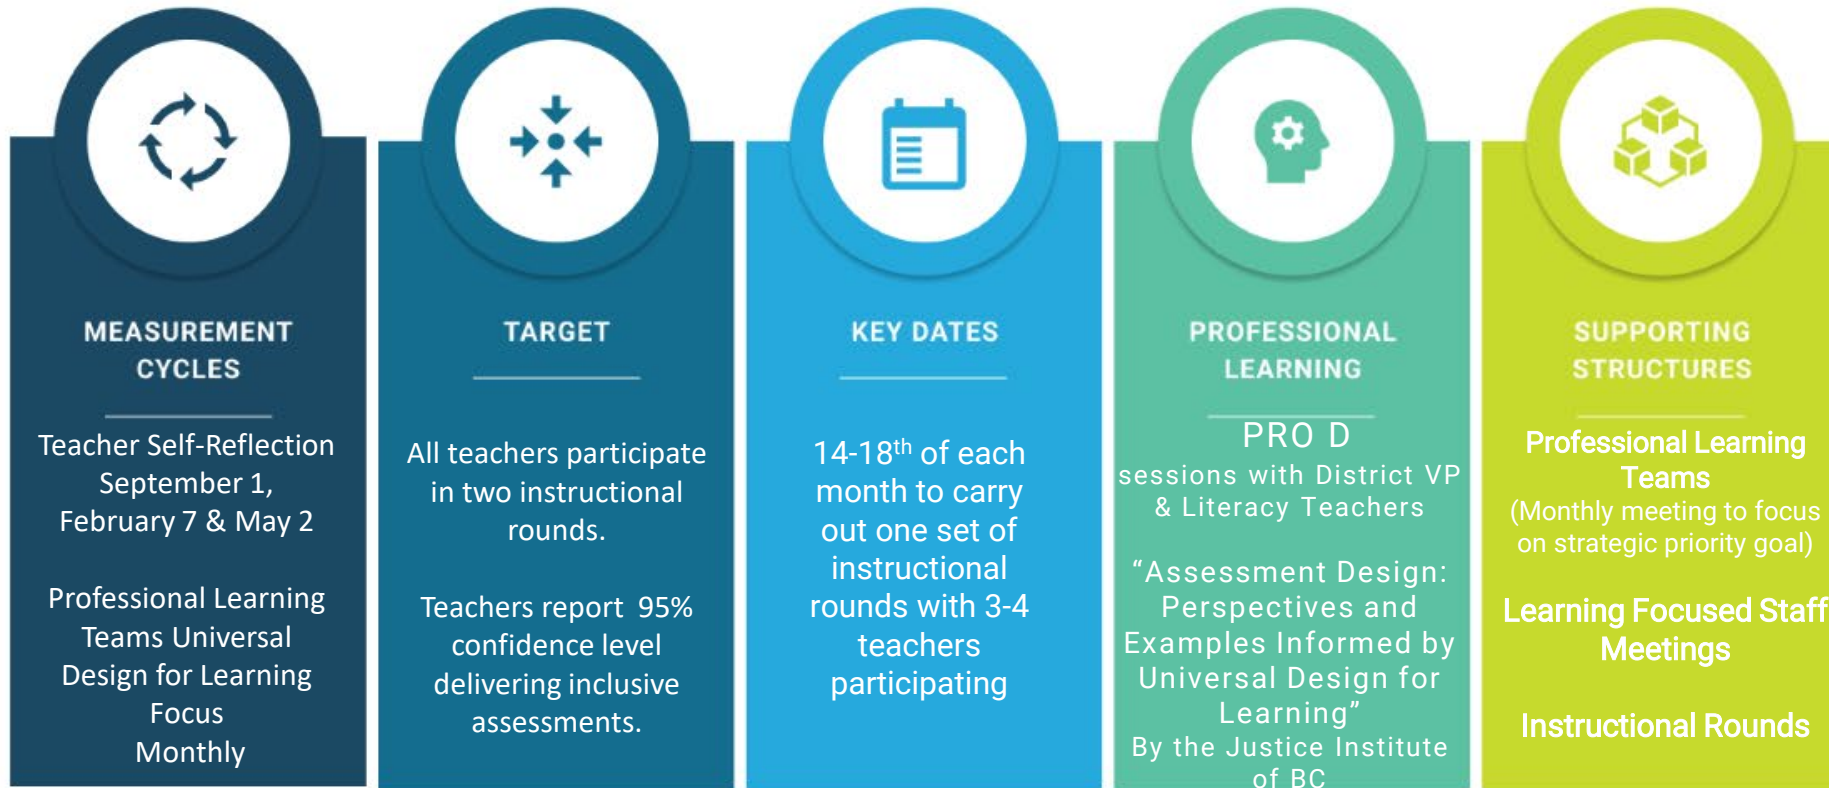 MEASUREMENT
CYCLES
Teacher Self-Reflection
September 1,
February 7 & May 2
Professional Learning
Teams Universal
Design for Learning
Focus
Monthly
TARGET
All teachers participate
in two instructional
rounds.
Teachers report 95%
confidence level
delivering inclusive
assessments.
KEY DATES
14-18th of each
month to carry
out one set of
instructional
rounds with 3-4
teachers
participating
PROFESSIONAL
LEARNING
PRO D
sessions with District VP
& Literacy Teachers
“Assessment Design:
Perspectives and
Examples Informed by
Universal Design for
Learning”
By the Justice Institute
of BC
SUPPORTING
STRUCTURES
Professional Learning
Teams
(Monthly meeting to focus
on strategic priority goal)
Learning Focused Staff
Meetings
Instructional Rounds